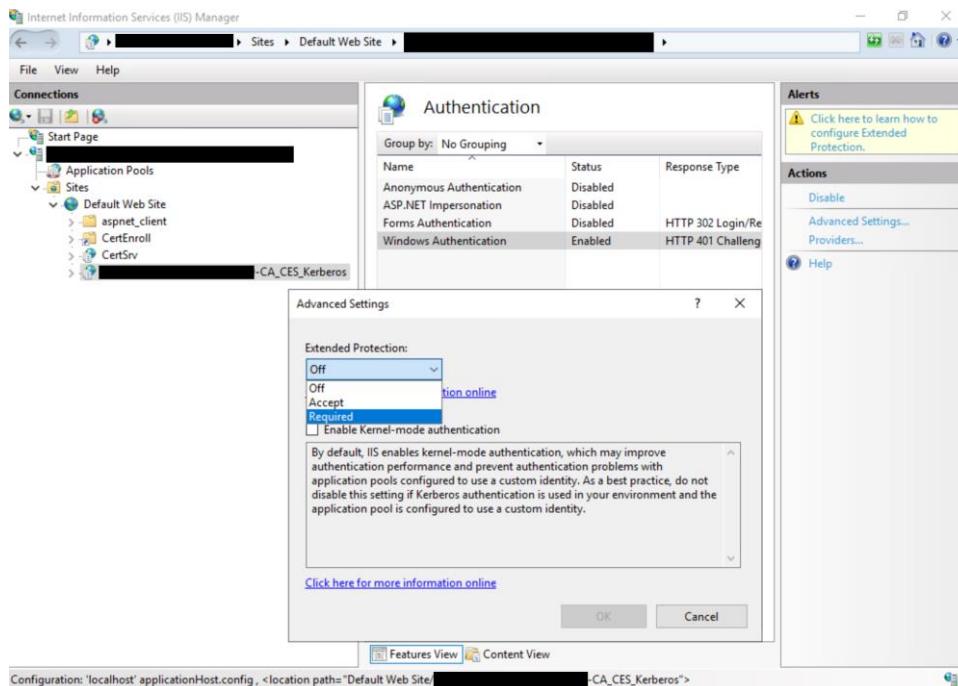 Internet Information Services (IIS) Manager
Sites Default Web Site
File View Help
Connections
Start Page
Application Pools
Sites
Default Web Site
aspnet_client
CertEnroll
CertSrv
-CA_CES_Kerberos
Authentication
Group by: No Grouping
Name Status Response Type
Anonymous Authentication Disabled
ASP.NET Impersonation Disabled
Forms Authentication Disabled HTTP 302 Login/Re
Windows Authentication Enabled HTTP 401 Challeng
Alerts
Click here to learn how to
configure Extended
Protection.
Actions
Disable
Advanced Settings...
Providers...
Help
Advanced Settings ?
Extended Protection:
Off
Off
Accept
Required
tion online
Enable Kernel-mode authentication
By default, IIS enables kernel-mode authentication, which may improve
authentication performance and prevent authentication problems with
application pools configured to use a custom identity. As a best practice, do not
disable this setting if Kerberos authentication is used in your environment and the
application pool is configured to use a custom identity.
Click here for more information online
OK Cancel
Features View Content View
Configuration: 'localhost' applicationHost.config, <location path="Default Web Site/ -CA_CES_Kerberos">